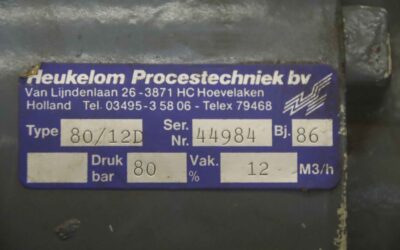 Heukelom Procestechniek bv
Van Lijndenlaan 26 - 3871 HC Hoevelaken
Holland Tel. 03495-3 58 06 - Telex 79468
Type 80/12D Ser. Nr. 44984 Bj. 86
Druk bar 80 Vak. % 12 M3/h